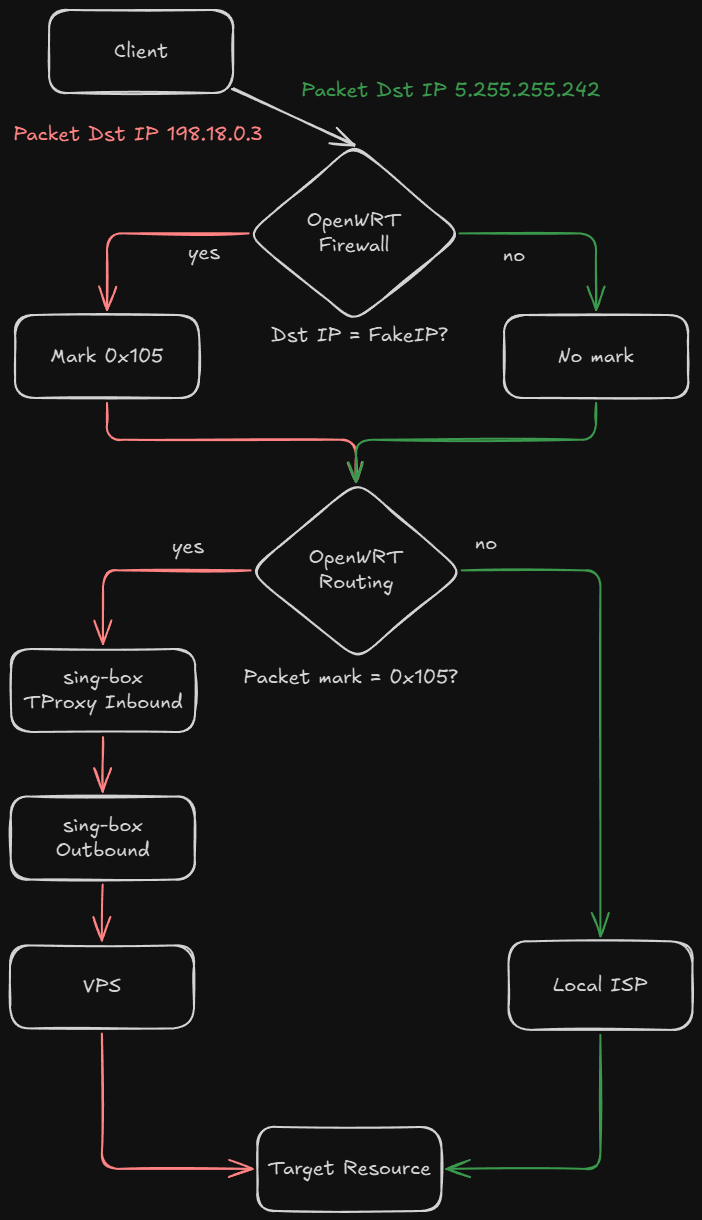 Client
Packet Dst IP 5.255.255.242
Packet Dst IP 198.18.0.3
OpenWRT
Firewall
yes
no
Dst IP = FakeIP?
Mark 0x105
No mark
yes
no
OpenWRT
Routing
Packet mark = 0x105?
sing-box
TProxy Inbound
sing-box
Outbound
VPS
Local ISP
Target Resource